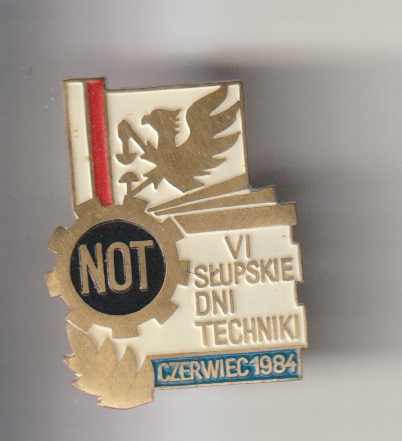 NOT
VI
SŁUPSKIE
DNI
TECHNIKI
CZERWIEC 1984